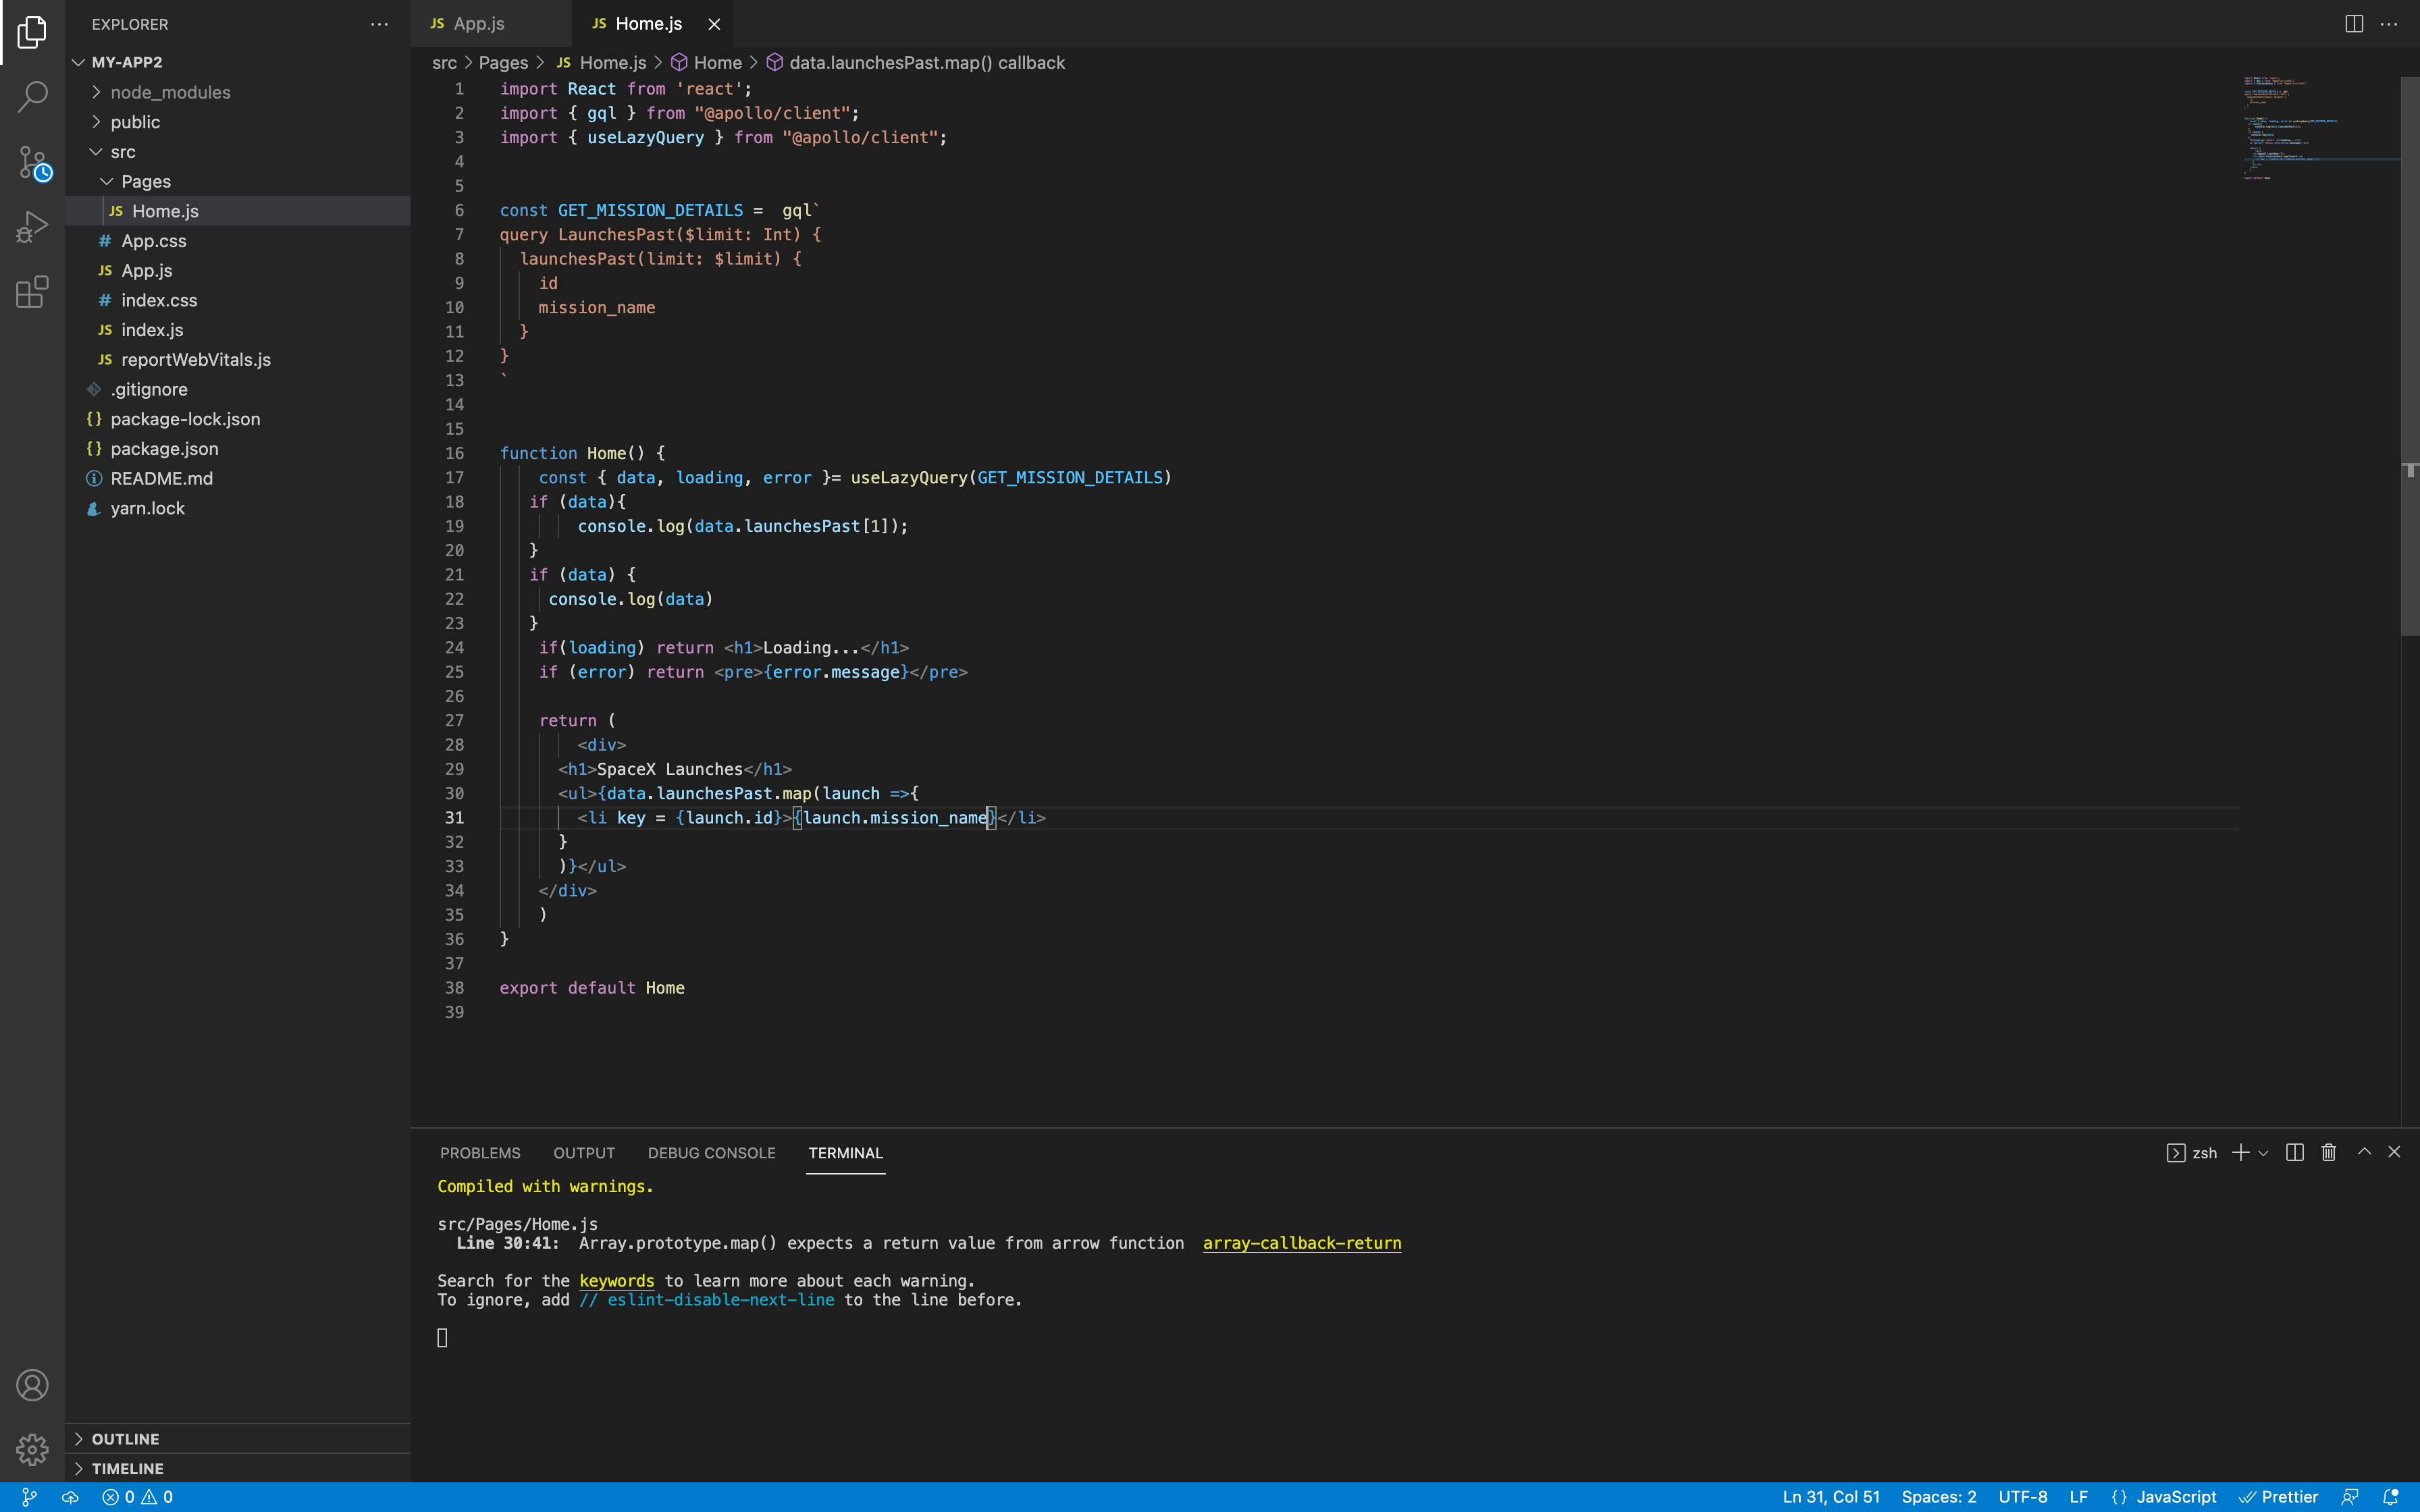 EXPLORER
MY-APP2
node_modules
public
src
Pages
JS Home.js
# App.css
JS App.js
# index.css
JS index.js
JS reportWebVitals.js
.gitignore
{} package-lock.json
{} package.json
README.md
yarn.lock
OUTLINE
TIMELINE
JS App.js
JS Home.js
src > Pages > JS Home.js > Home > data.launchesPast.map() callback
1 import React from 'react';
2 import { gql } from "@apollo/client";
3 import { useLazyQuery } from "@apollo/client";
4
5
6 const GET_MISSION_DETAILS =  gql`
7 query LaunchesPast($limit: Int) {
8 launchesPast(limit: $limit) {
9 id
10 mission_name
11 }
12 }
13 `
14
15
16 function Home() {
17 const { data, loading, error }= useLazyQuery(GET_MISSION_DETAILS)
18 if (data){
19 console.log(data.launchesPast[1]);
20 }
21 if (data) {
22 console.log(data)
23 }
24 if(loading) return <h1>Loading...</h1>
25 if (error) return <pre>{error.message}</pre>
26
27 return (
28 <div>
29 <h1>SpaceX Launches</h1>
30 <ul>{data.launchesPast.map(launch =>{
31 <li key = {launch.id}>{launch.mission_name}</li>
32 }
33 )}</ul>
34 </div>
35 )
36 }
37
38 export default Home
39
PROBLEMS OUTPUT DEBUG CONSOLE TERMINAL
zsh
Compiled with warnings.
src/Pages/Home.js
Line 30:41:  Array.prototype.map() expects a return value from arrow function  array-callback-return
Search for the keywords to learn more about each warning.
To ignore, add // eslint-disable-next-line to the line before.
0 0
Ln 31, Col 51 Spaces: 2 UTF-8 LF {} JavaScript Prettier